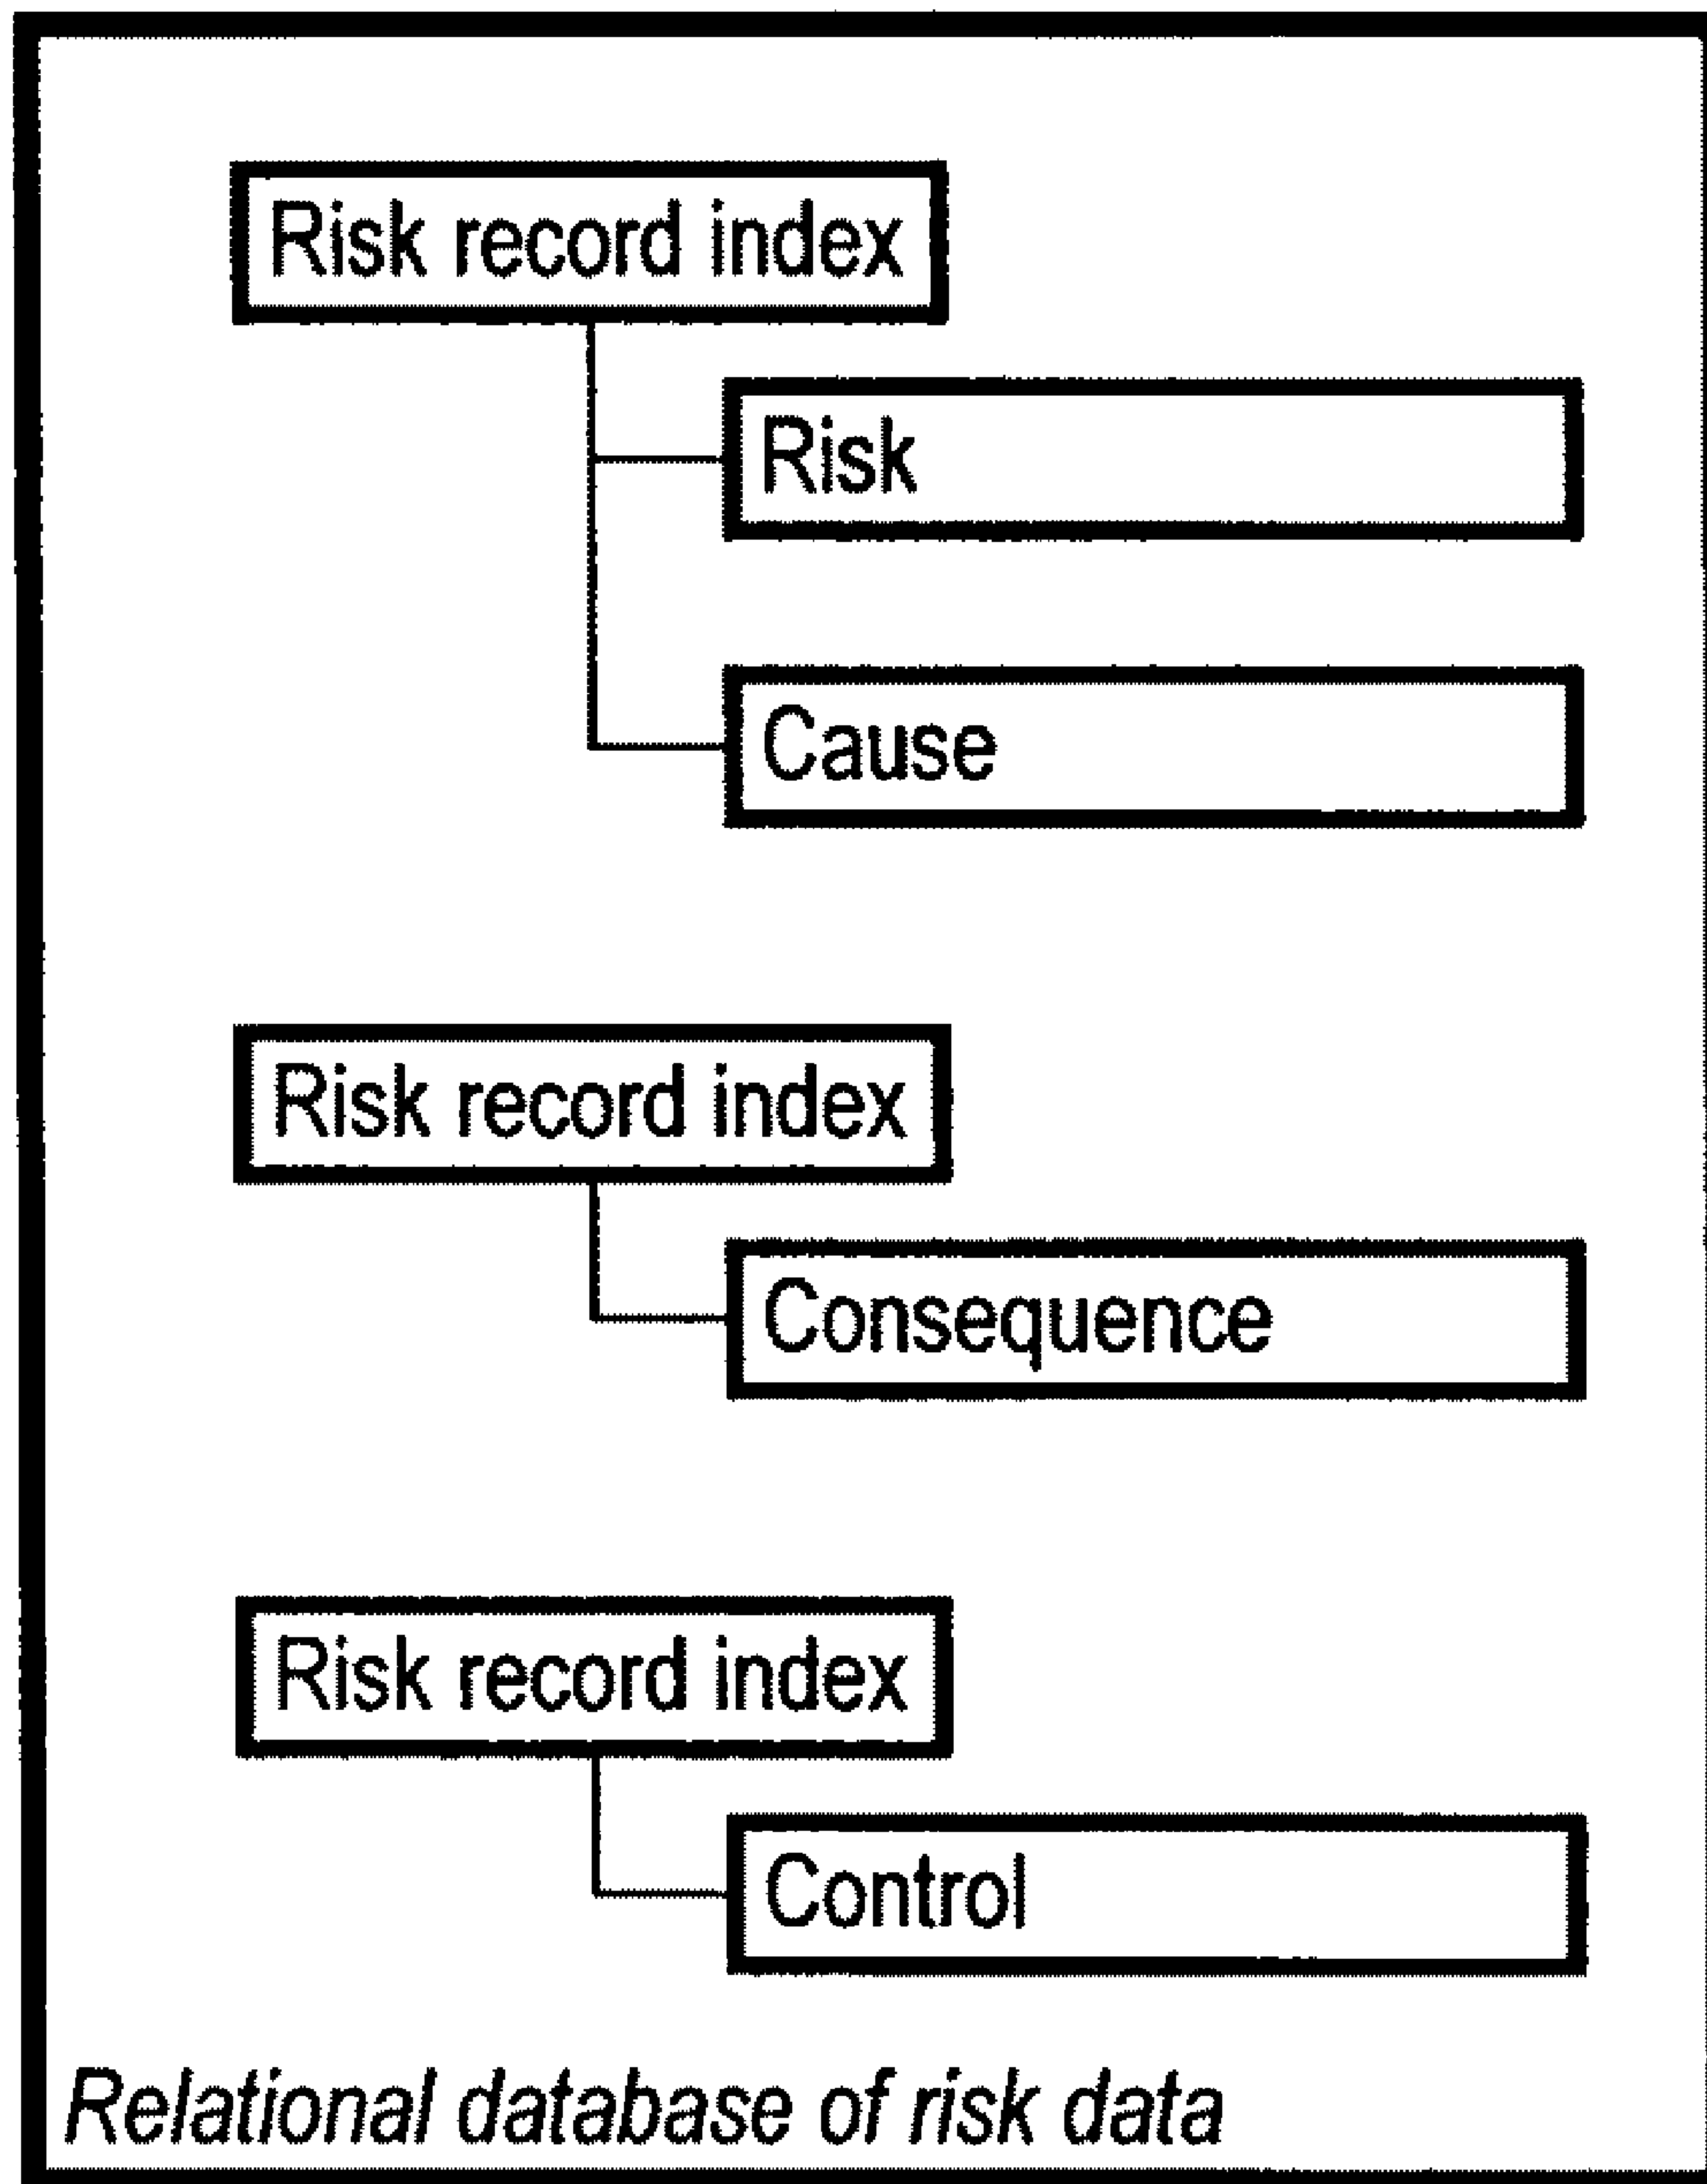 Risk record index
Risk
Cause
Risk record index
Consequence
Risk record index
Control
Relational database of risk data